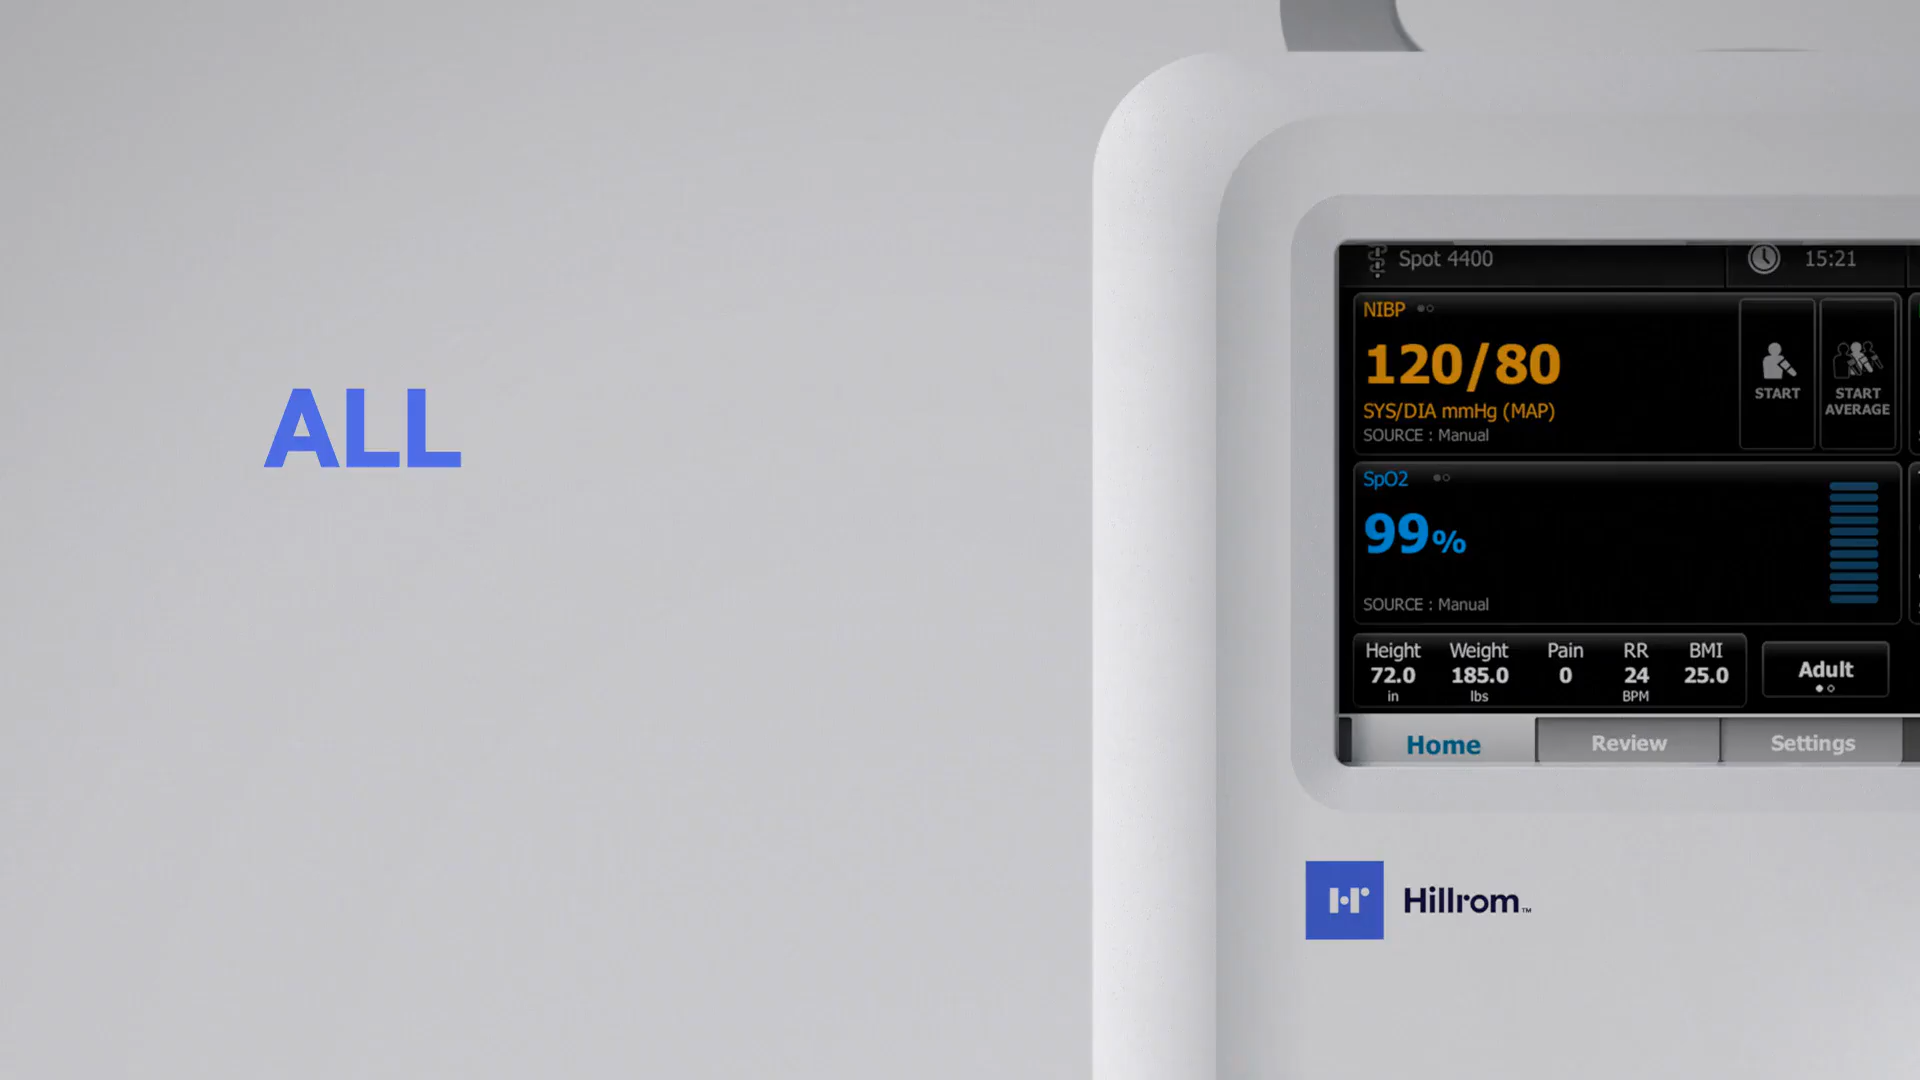 ALL
Spot 4400
15:21
NIBP
120/80
SYS/DIA mmHg (MAP)
SOURCE : Manual
START
START
AVERAGE
SpO2
99%
SOURCE : Manual
Height Weight Pain RR BMI
72.0 185.0 0 24 25.0
in lbs BPM
Adult
Home
Review
Settings
Hillrom™